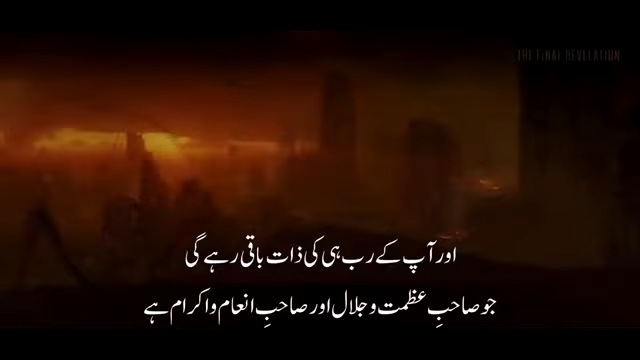 THE FINAL REVELATION
اور آپ کے رب ہی کی ذات باقی رہے گی
جو صاحبِ عظمت و جلال اور صاحبِ انعام و اکرام ہے